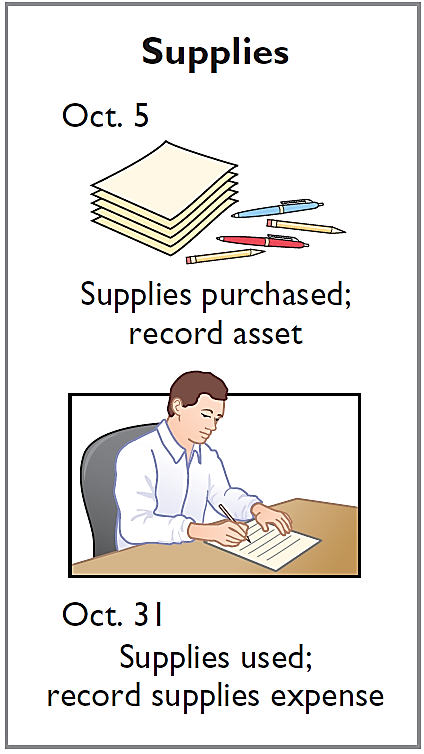 Supplies
Oct. 5
Supplies purchased;
record asset
Oct. 31
Supplies used;
record supplies expense